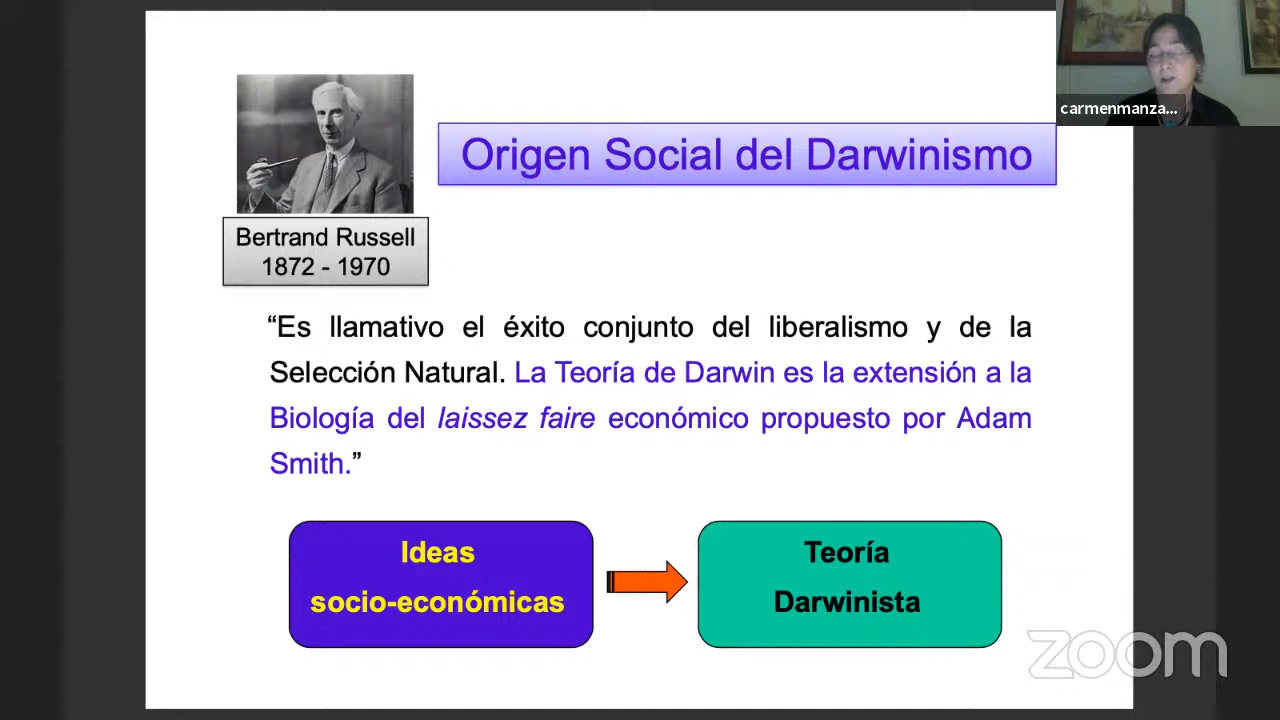 carmenmanza...
Origen Social del Darwinismo
Bertrand Russell
1872 - 1970
“Es llamativo el éxito conjunto del liberalismo y de la
Selección Natural. La Teoría de Darwin es la extensión a la
Biología del laissez faire económico propuesto por Adam
Smith.”
Ideas
socio-económicas
Teoría
Darwinista
zoom